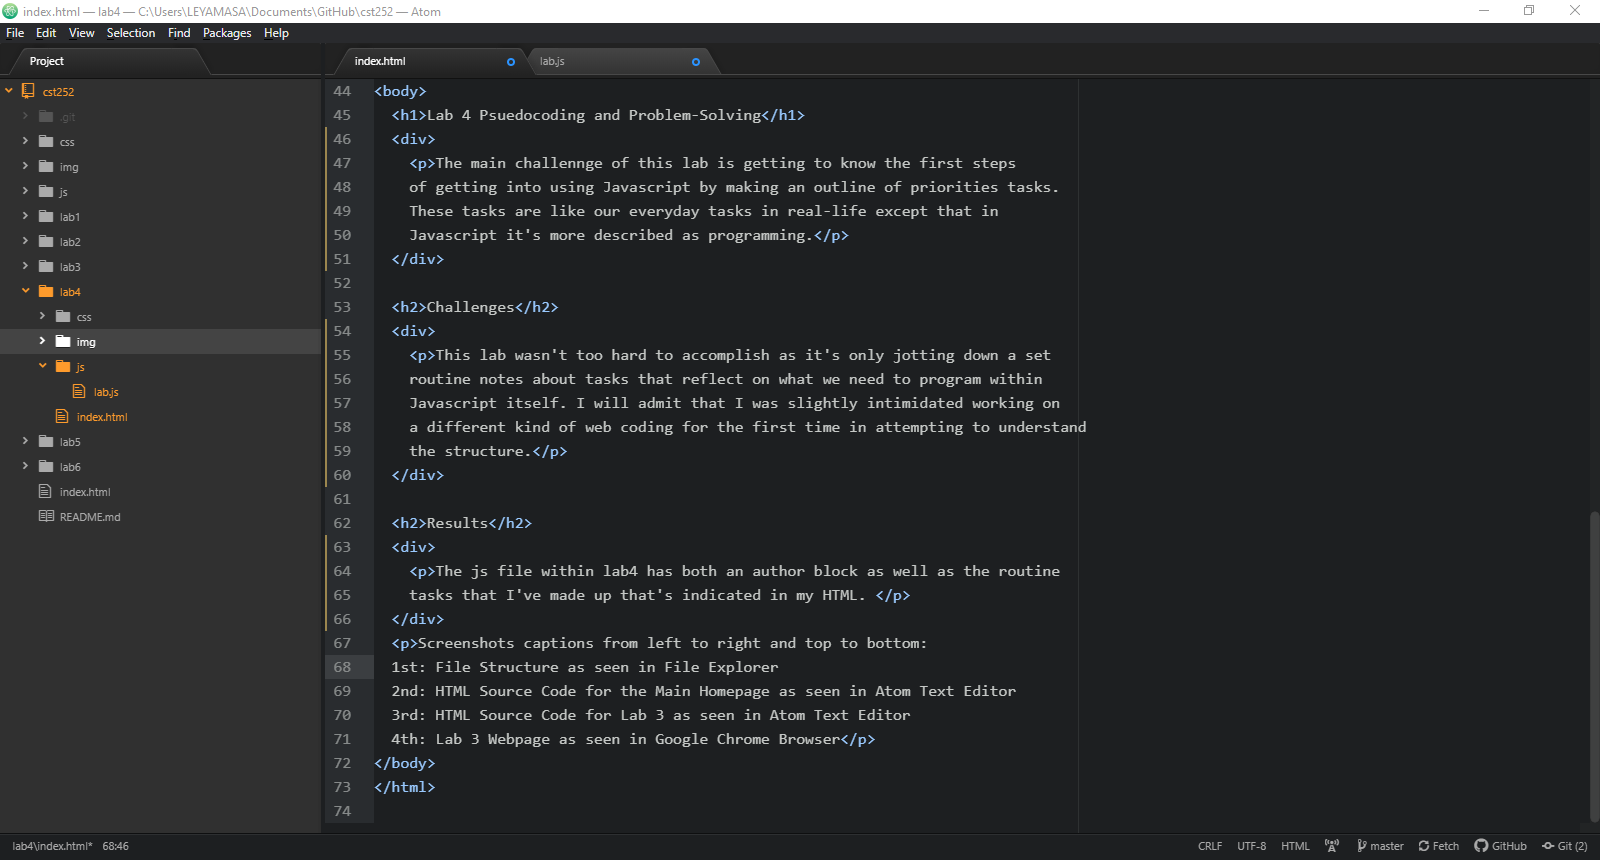 index.html — lab4 — C:\Users\LEYAMASA\Documents\GitHub\cst252 — Atom
File Edit View Selection Find Packages Help
Project
index.html
lab.js
cst252
.git
css
img
js
lab1
lab2
lab3
lab4
css
img
js
lab.js
index.html
lab5
lab6
index.html
README.md
44 <body>
45 <h1>Lab 4 Psuedocoding and Problem-Solving</h1>
46 <div>
47 <p>The main challennge of this lab is getting to know the first steps
48 of getting into using Javascript by making an outline of priorities tasks.
49 These tasks are like our everyday tasks in real-life except that in
50 Javascript it's more described as programming.</p>
51 </div>
52
53 <h2>Challenges</h2>
54 <div>
55 <p>This lab wasn't too hard to accomplish as it's only jotting down a set
56 routine notes about tasks that reflect on what we need to program within
57 Javascript itself. I will admit that I was slightly intimidated working on
58 a different kind of web coding for the first time in attempting to understand
59 the structure.</p>
60 </div>
61
62 <h2>Results</h2>
63 <div>
64 <p>The js file within lab4 has both an author block as well as the routine
65 tasks that I've made up that's indicated in my HTML. </p>
66 </div>
67 <p>Screenshots captions from left to right and top to bottom:
68 1st: File Structure as seen in File Explorer
69 2nd: HTML Source Code for the Main Homepage as seen in Atom Text Editor
70 3rd: HTML Source Code for Lab 3 as seen in Atom Text Editor
71 4th: Lab 3 Webpage as seen in Google Chrome Browser</p>
72 </body>
73 </html>
74
lab4\index.html* 68:46 CRLF UTF-8 HTML master Fetch GitHub Git (2)